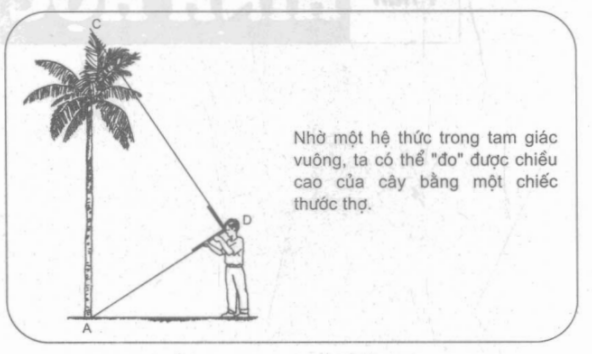 C
Nhờ một hệ thức trong tam giác
vuông, ta có thể "đo" được chiều
cao của cây bằng một chiếc
thước thợ.
D
A